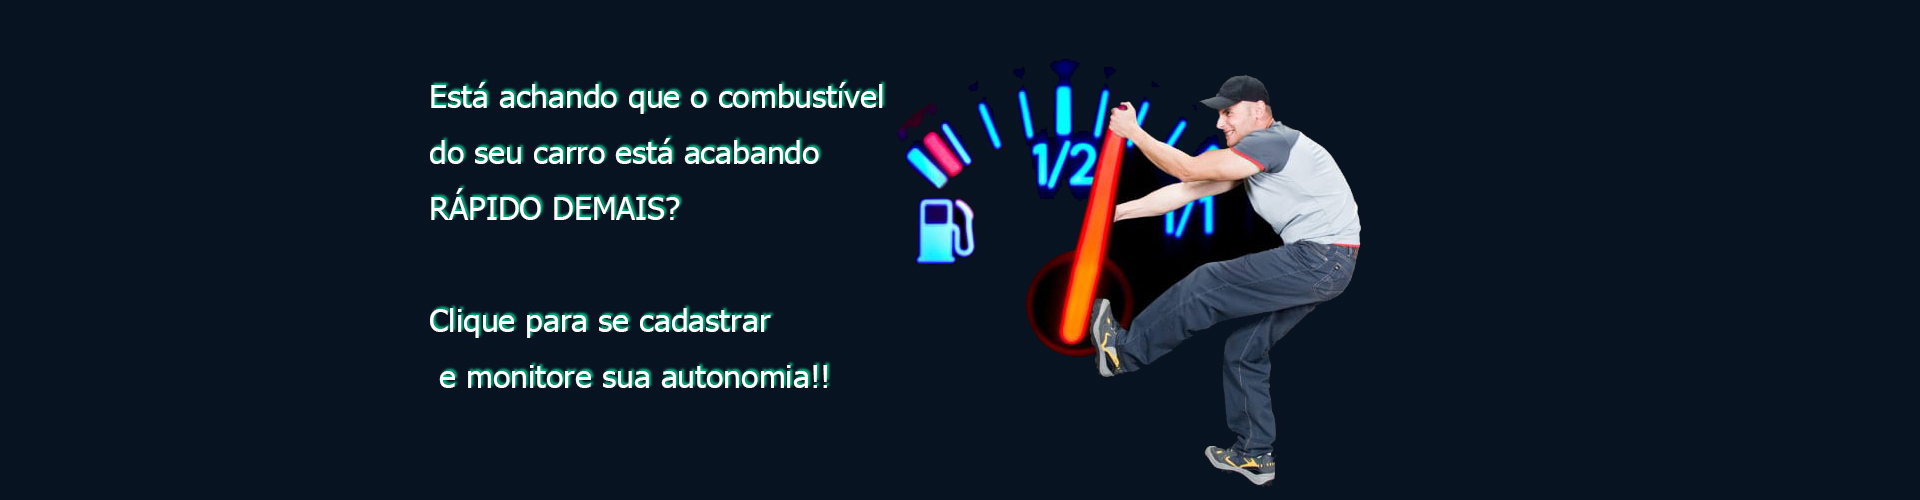 Está achando que o combustível
do seu carro está acabando
RÁPIDO DEMAIS?
Clique para se cadastrar
e monitore sua autonomia!!
1/2
1/1